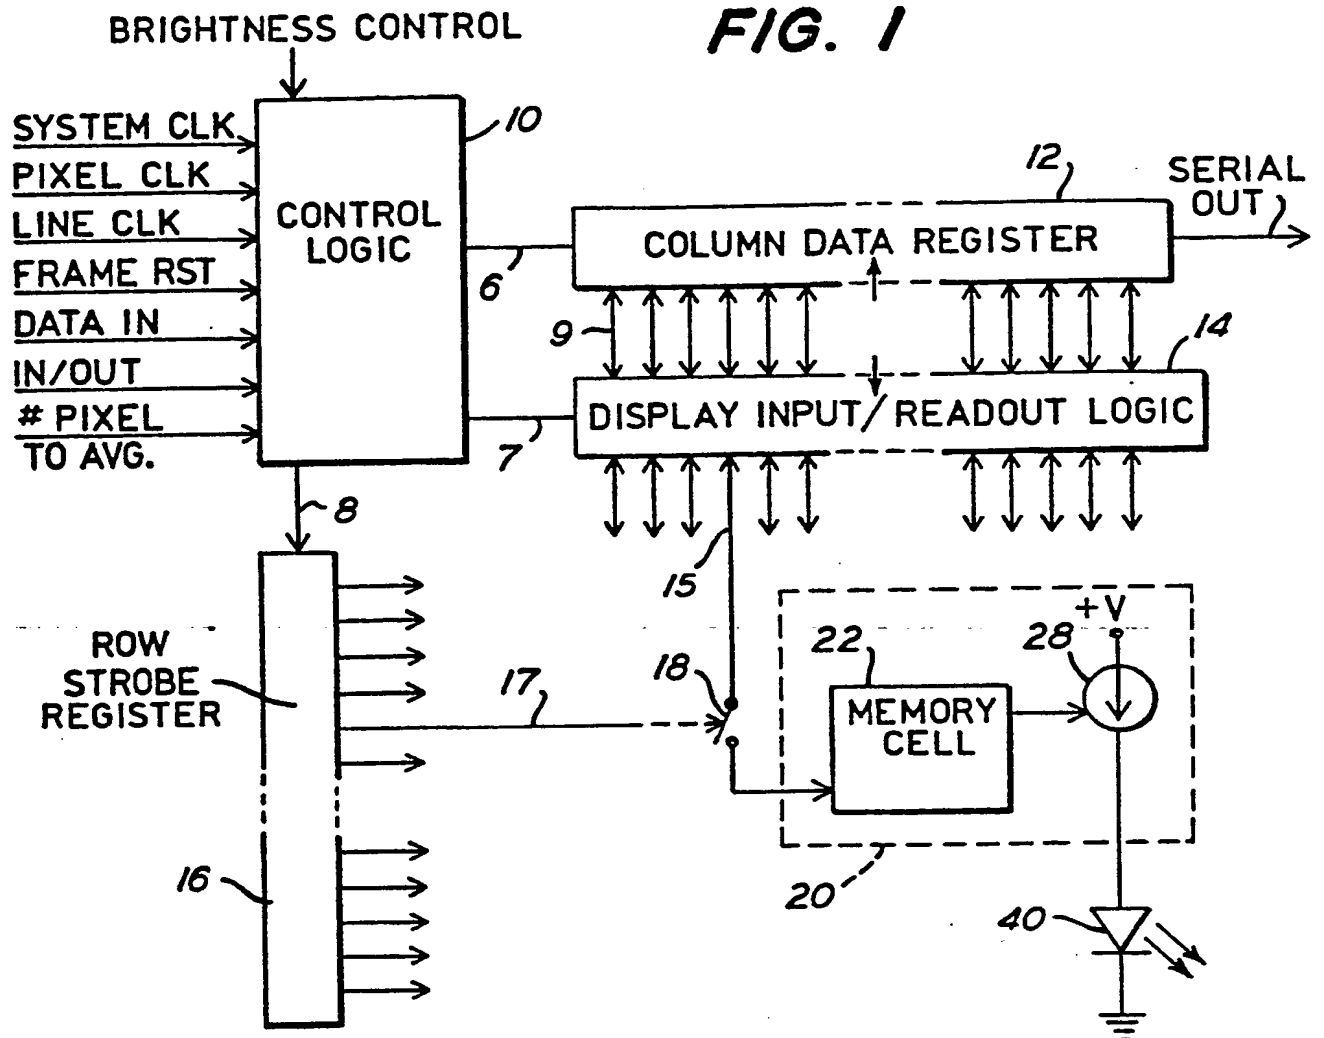 BRIGHTNESS CONTROL
FIG. 1
SYSTEM CLK
PIXEL CLK
LINE CLK
FRAME RST
DATA IN
IN/OUT
# PIXEL
TO AVG.
CONTROL
LOGIC
10
6
7
8
12
COLUMN DATA REGISTER
SERIAL
OUT
9
14
DISPLAY INPUT/READOUT LOGIC
15
ROW
STROBE
REGISTER
16
17
18
22
MEMORY
CELL
+V
28
20
40